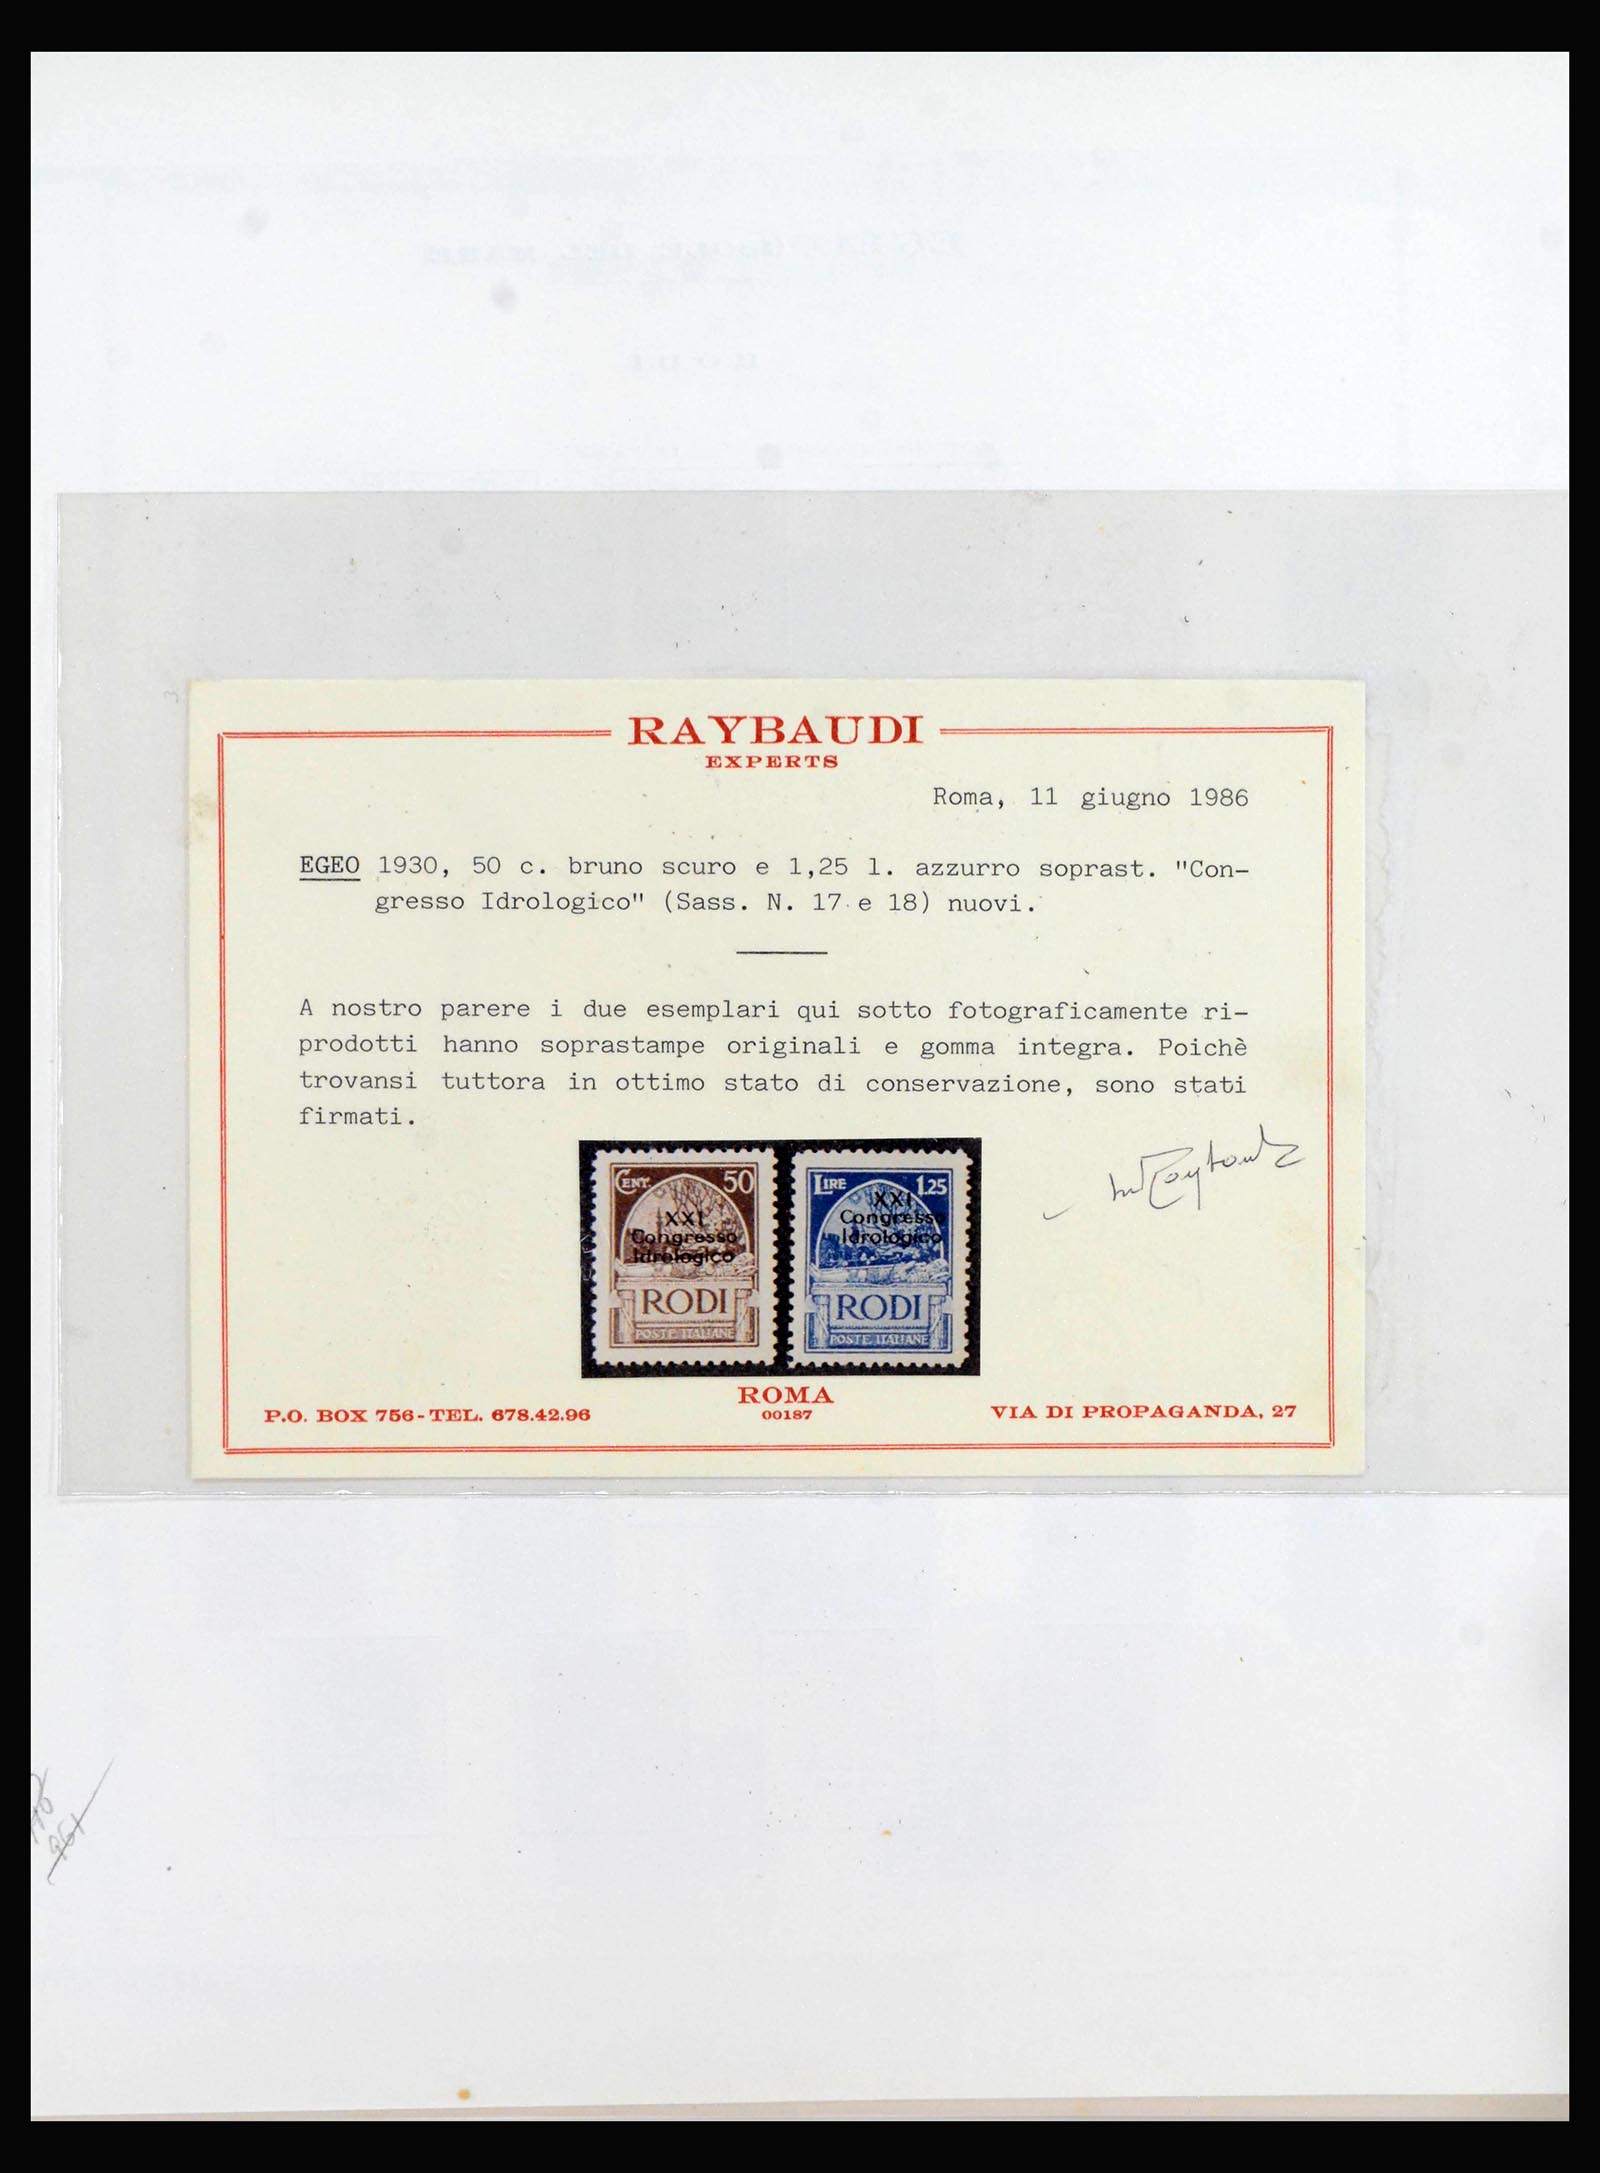 RAYBAUDI
EXPERTS
Roma, 11 giugno 1986
EGEO 1930, 50 c. bruno scuro e 1,25 l. azzurro soprast. "Con-
gresso Idrologico" (Sass. N. 17 e 18) nuovi.
A nostro parere i due esemplari qui sotto fotograficamente ri-
prodotti hanno soprastampe originali e gomma integra. Poichè
trovansi tuttora in ottimo stato di conservazione, sono stati
firmati.
CENT. 50
XXI
Congresso
Idrologico
RODI
POSTE ITALIANE
LIRE 1.25
XXI
Congresso
Idrologico
RODI
POSTE ITALIANE
ROMA
00187
P.O. BOX 756-TEL. 678.42.96
VIA DI PROPAGANDA, 27